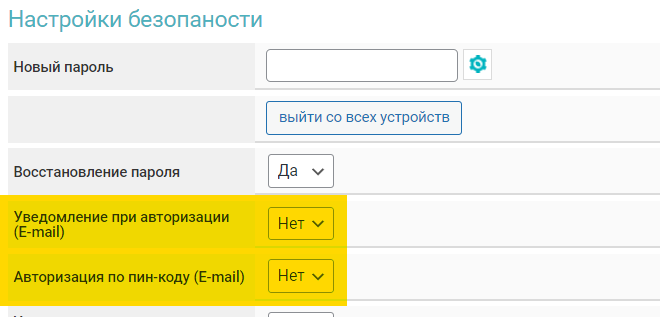 Настройки безопаности
Новый пароль
выйти со всех устройств
Восстановление пароля
Да
Уведомление при авторизации
(E-mail)
Нет
Авторизация по пин-коду (E-mail)
Нет